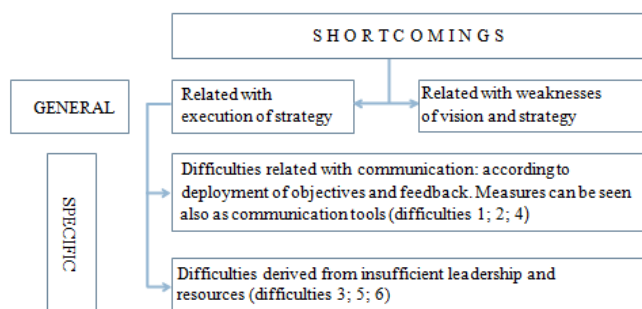 S H O R T C O M I N G S
GENERAL
Related with
execution of strategy
Related with weaknesses
of vision and strategy
SPECIFIC
Difficulties related with communication: according to
deployment of objectives and feedback. Measures can be seen
also as communication tools (difficulties 1; 2; 4)
Difficulties derived from insufficient leadership and
resources (difficulties 3; 5; 6)